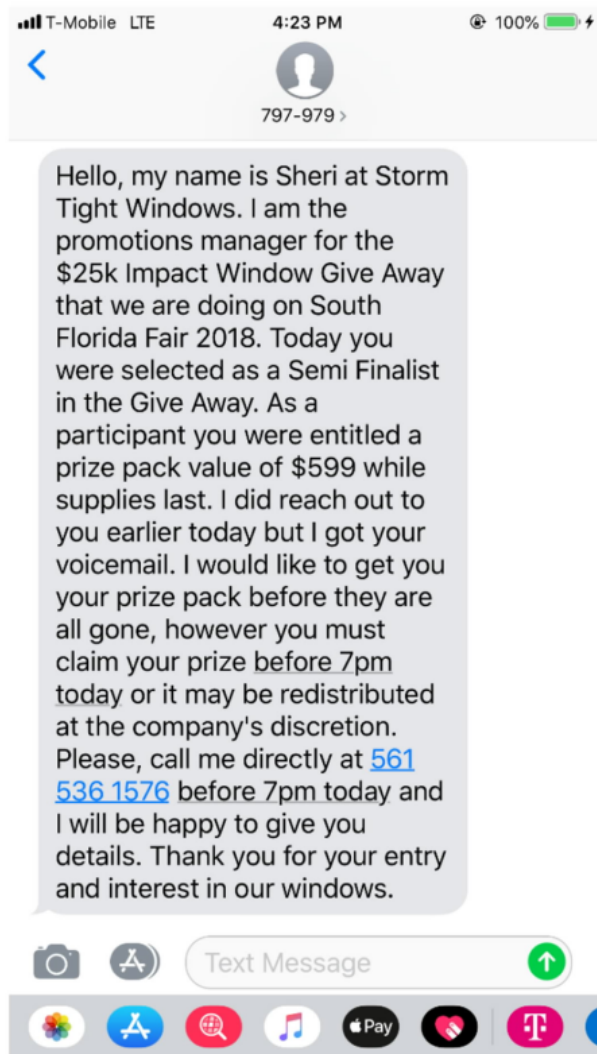 T-Mobile LTE 4:23 PM 100%
797-979 >
Hello, my name is Sheri at Storm
Tight Windows. I am the
promotions manager for the
$25k Impact Window Give Away
that we are doing on South
Florida Fair 2018. Today you
were selected as a Semi Finalist
in the Give Away. As a
participant you were entitled a
prize pack value of $599 while
supplies last. I did reach out to
you earlier today but I got your
voicemail. I would like to get you
your prize pack before they are
all gone, however you must
claim your prize before 7pm
today or it may be redistributed
at the company's discretion.
Please, call me directly at 561
536 1576 before 7pm today and
I will be happy to give you
details. Thank you for your entry
and interest in our windows.
Text Message
Pay T